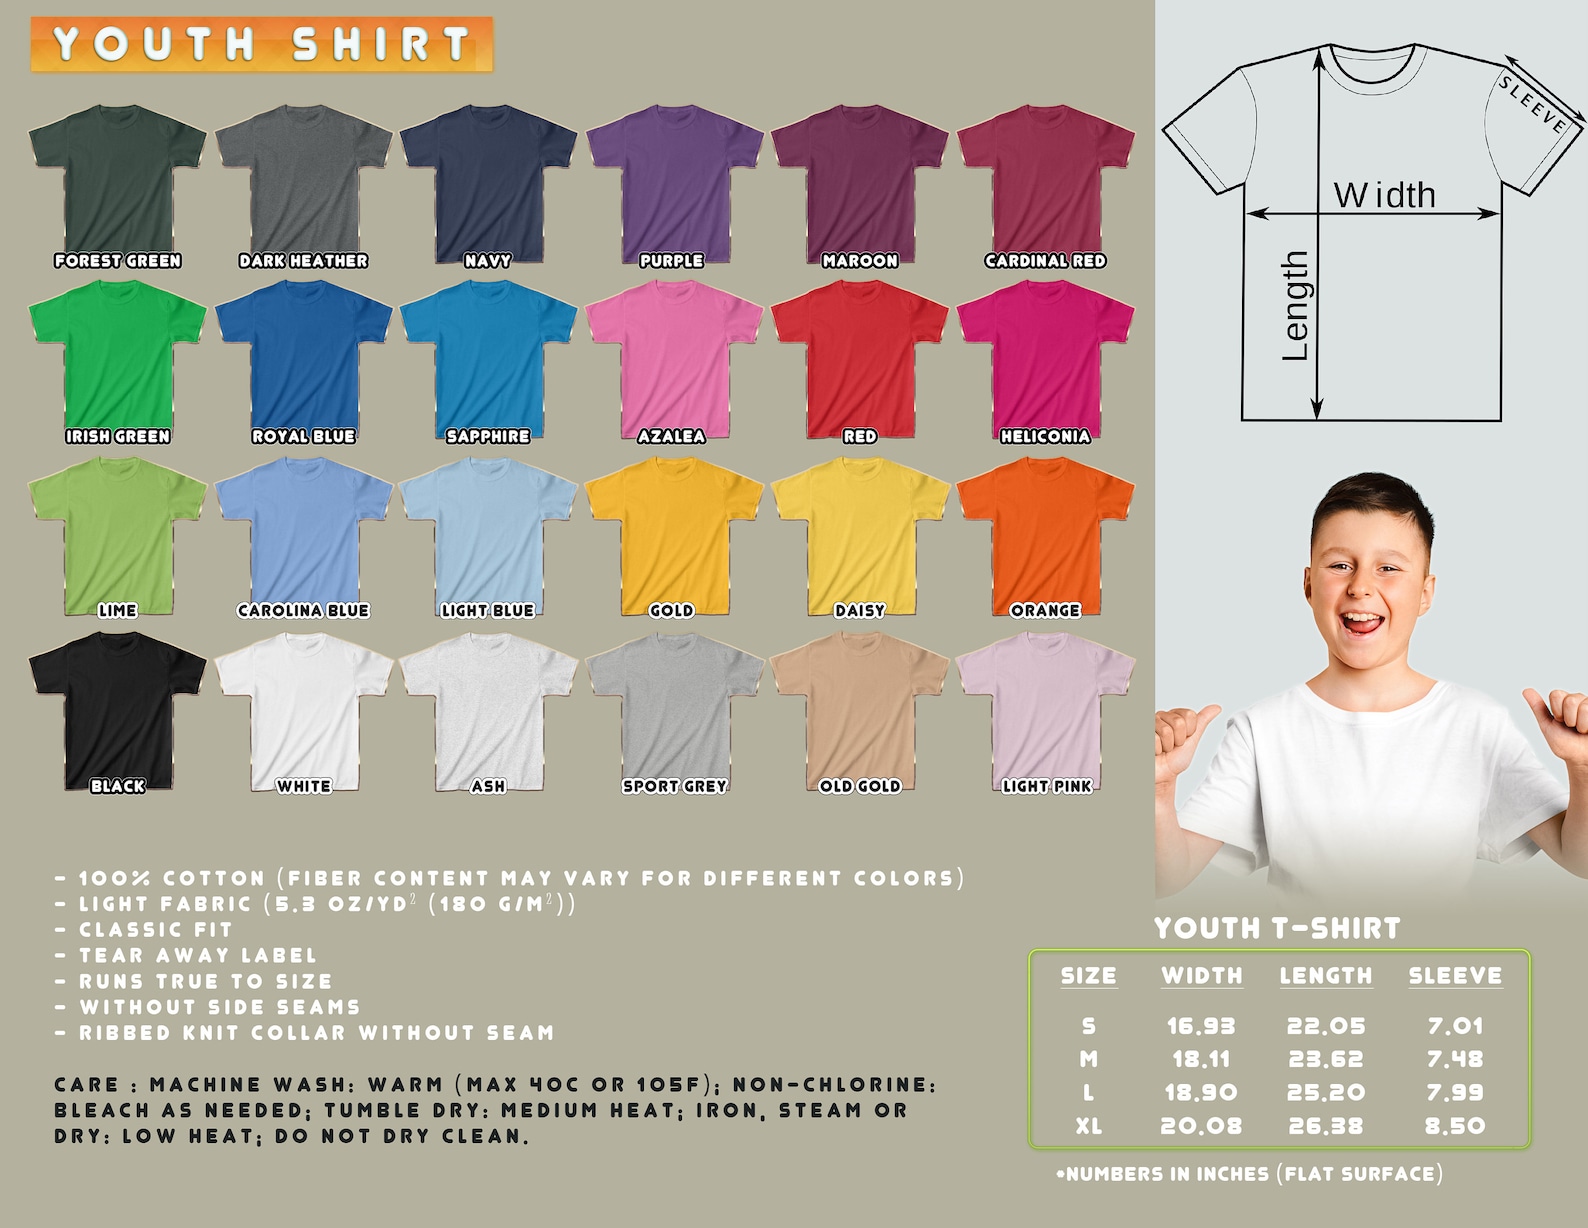 YOUTH SHIRT
FOREST GREEN
DARK HEATHER
NAVY
PURPLE
MAROON
CARDINAL RED
IRISH GREEN
ROYAL BLUE
SAPPHIRE
AZALEA
RED
HELICONIA
LIME
CAROLINA BLUE
LIGHT BLUE
GOLD
DAISY
ORANGE
BLACK
WHITE
ASH
SPORT GREY
OLD GOLD
LIGHT PINK
SLEEVE
Width
Length
- 100% COTTON (FIBER CONTENT MAY VARY FOR DIFFERENT COLORS)
- LIGHT FABRIC (5.3 OZ/YD² (180 G/M²))
- CLASSIC FIT
- TEAR AWAY LABEL
- RUNS TRUE TO SIZE
- WITHOUT SIDE SEAMS
- RIBBED KNIT COLLAR WITHOUT SEAM
CARE : MACHINE WASH: WARM (MAX 40C OR 105F); NON-CHLORINE:
BLEACH AS NEEDED; TUMBLE DRY: MEDIUM HEAT; IRON, STEAM OR
DRY: LOW HEAT; DO NOT DRY CLEAN.
YOUTH T-SHIRT
SIZE WIDTH LENGTH SLEEVE
S 16.93 22.05 7.01
M 18.11 23.62 7.48
L 18.90 25.20 7.99
XL 20.08 26.38 8.50
*NUMBERS IN INCHES (FLAT SURFACE)